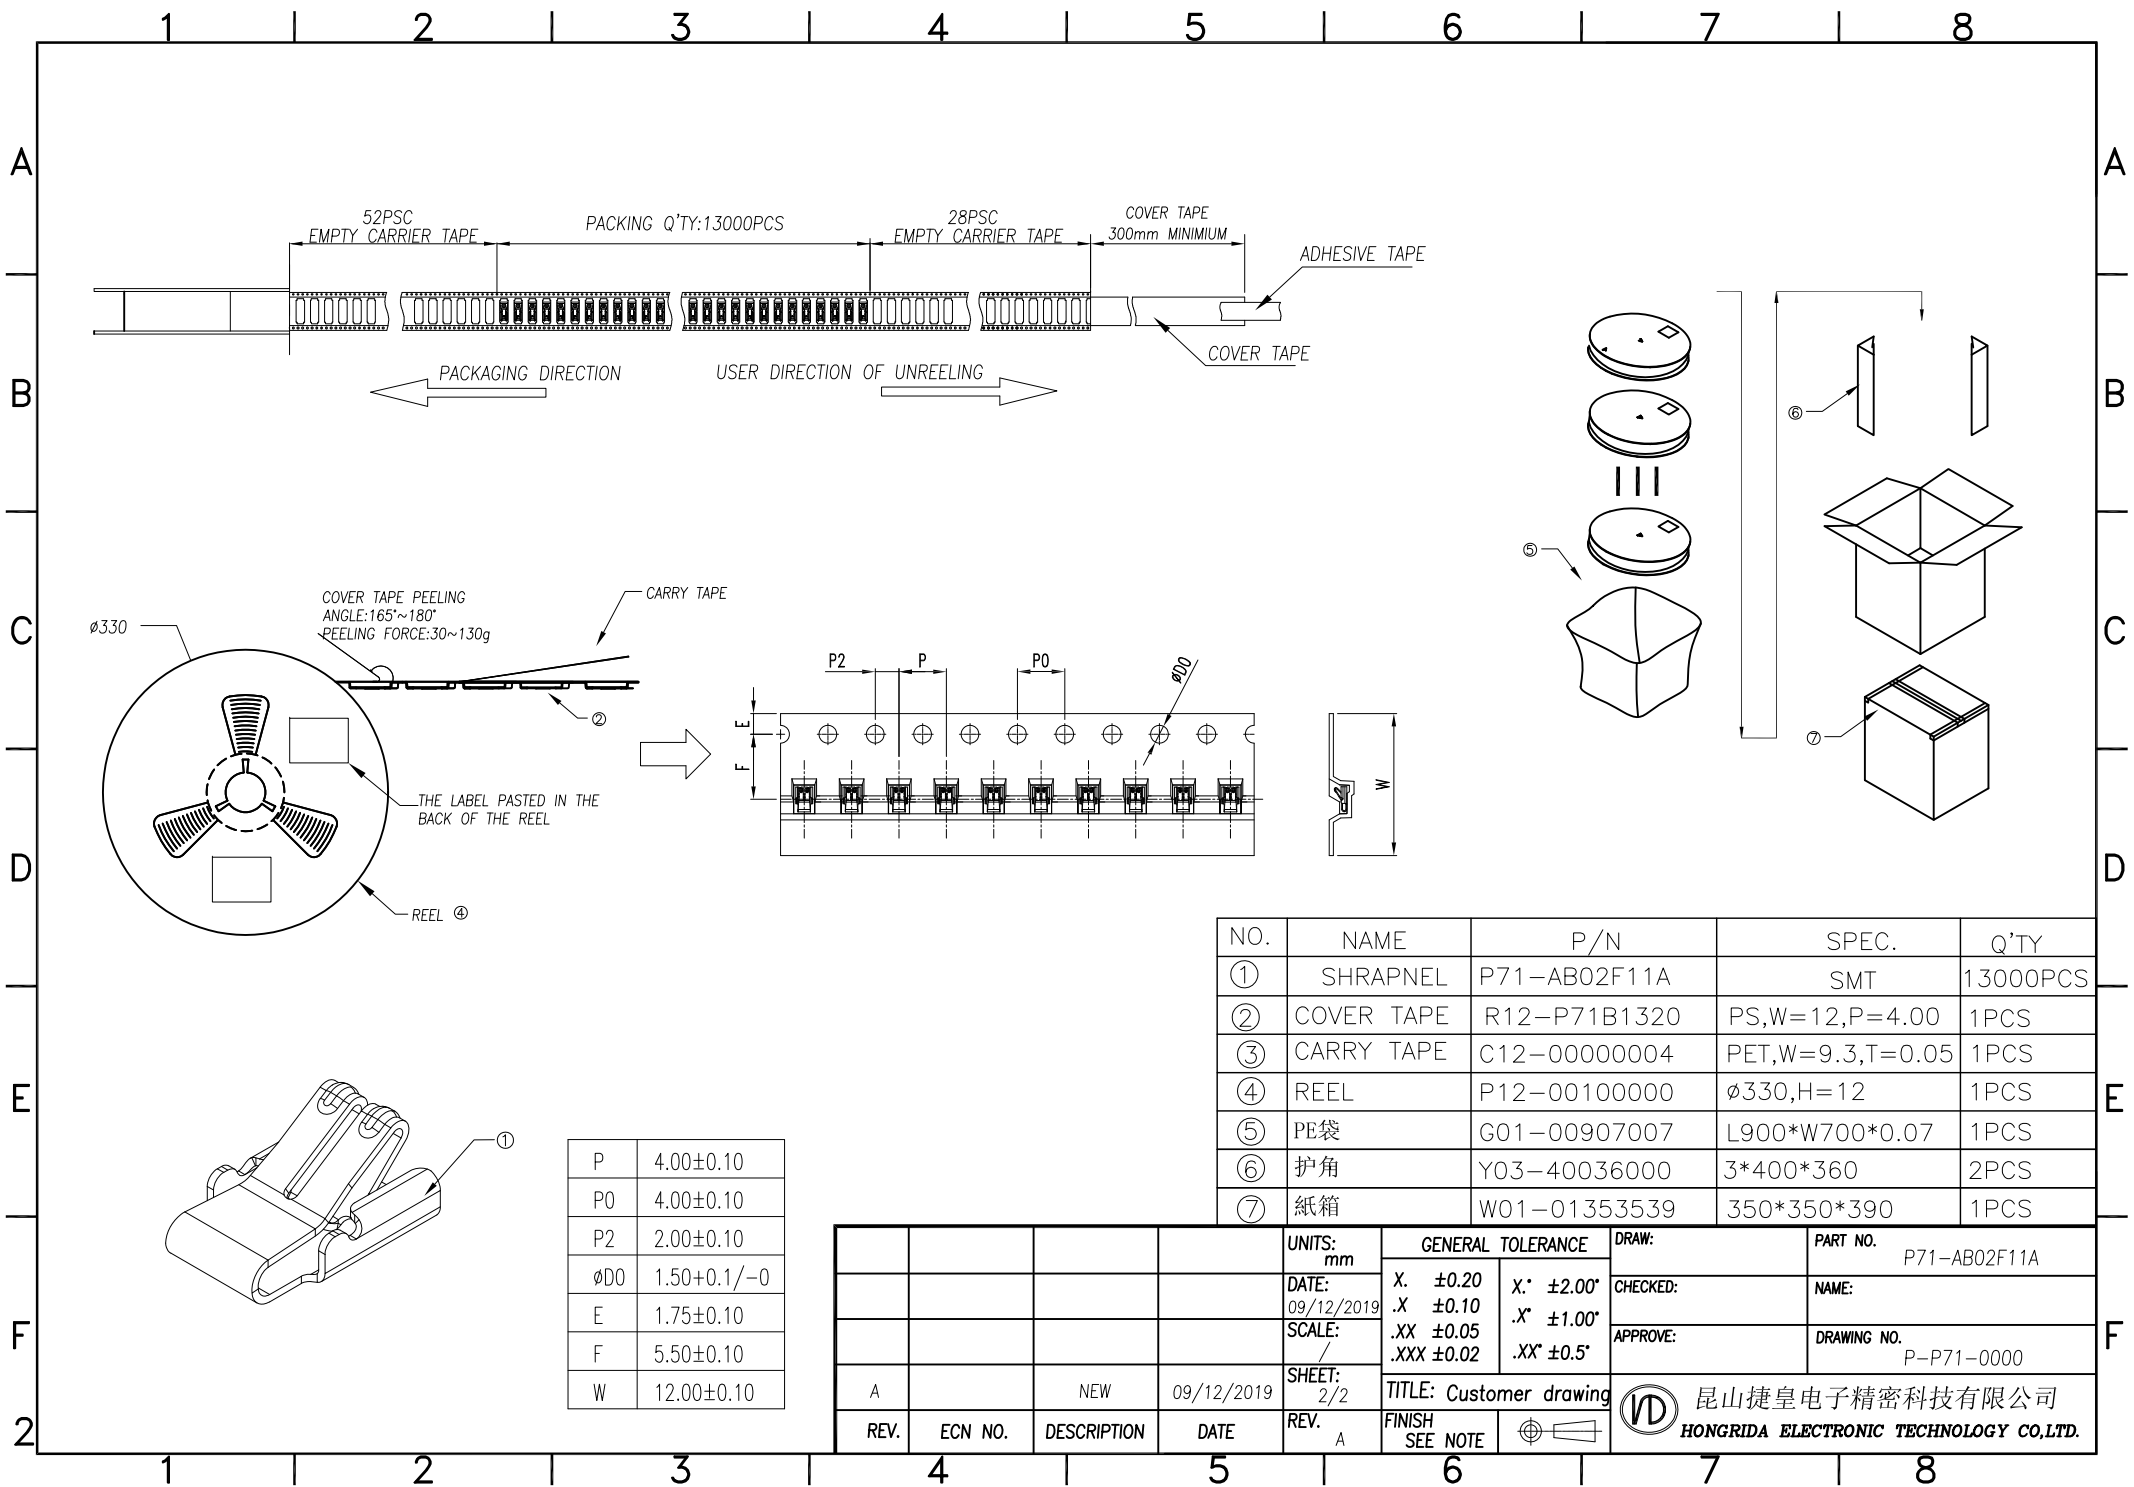 1 2 3 4 5 6 7 8
A A
52PSC
EMPTY CARRIER TAPE
PACKING Q'TY:13000PCS
28PSC
EMPTY CARRIER TAPE
COVER TAPE
300mm MINIMIUM
ADHESIVE TAPE
COVER TAPE
PACKAGING DIRECTION
USER DIRECTION OF UNREELING
B B
⑥
⑤
⑦
C C
ø330
COVER TAPE PEELING
ANGLE:165°~180°
PEELING FORCE:30~130g
CARRY TAPE
②
THE LABEL PASTED IN THE
BACK OF THE REEL
REEL ④
P2 P P0 øD0
E
F
W
D D
NO. NAME P/N SPEC. Q'TY
① SHRAPNEL P71-AB02F11A SMT 13000PCS
② COVER TAPE R12-P71B1320 PS,W=12,P=4.00 1PCS
③ CARRY TAPE C12-00000004 PET,W=9.3,T=0.05 1PCS
④ REEL P12-00100000 ø330,H=12 1PCS
⑤ PE袋 G01-00907007 L900*W700*0.07 1PCS
⑥ 护角 Y03-40036000 3*400*360 2PCS
⑦ 紙箱 W01-01353539 350*350*390 1PCS
E E
①
P 4.00±0.10
P0 4.00±0.10
P2 2.00±0.10
øD0 1.50+0.1/-0
E 1.75±0.10
F 5.50±0.10
W 12.00±0.10
F F
UNITS:
mm
DATE:
09/12/2019
SCALE:
/
SHEET:
2/2
REV.
A
GENERAL TOLERANCE
X. ±0.20
.X ±0.10
.XX ±0.05
.XXX ±0.02
X.° ±2.00°
.X° ±1.00°
.XX° ±0.5°
TITLE: Customer drawing
FINISH
SEE NOTE
DRAW:
CHECKED:
APPROVE:
PART NO.
P71-AB02F11A
NAME:
DRAWING NO.
P-P71-0000
A NEW 09/12/2019
REV. ECN NO. DESCRIPTION DATE
昆山捷皇电子精密科技有限公司
HONGRIDA ELECTRONIC TECHNOLOGY CO,LTD.
2
1 2 3 4 5 6 7 8